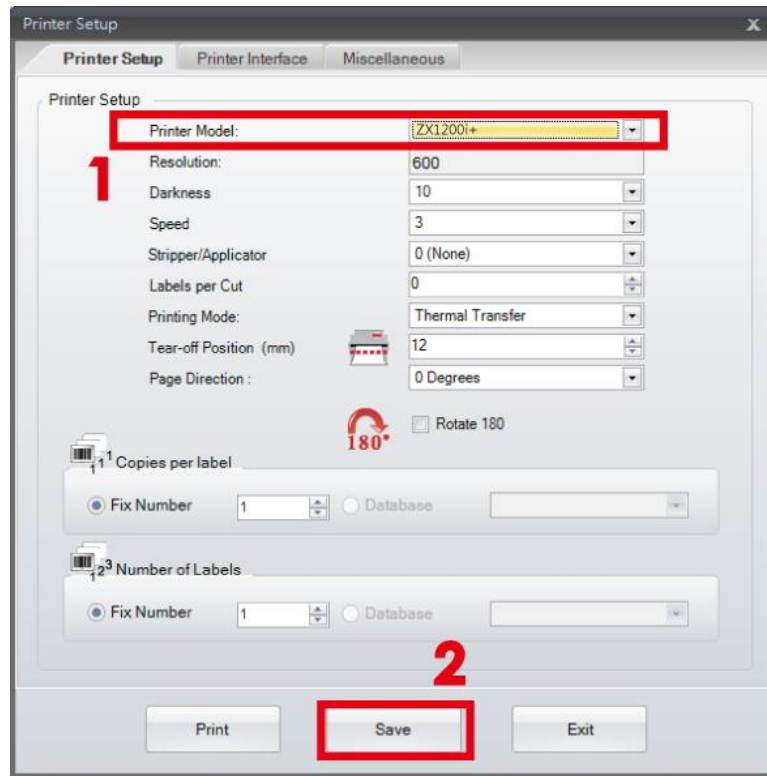 Printer Setup x
Printer Setup Printer Interface Miscellaneous
Printer Setup
Printer Model: ZX1200i+
1
Resolution: 600
Darkness 10
Speed 3
Stripper/Applicator 0 (None)
Labels per Cut 0
Printing Mode: Thermal Transfer
Tear-off Position (mm) 12
Page Direction : 0 Degrees
180° Rotate 180
1 1 Copies per label
Fix Number 1 Database
1 2 3 Number of Labels
Fix Number 1 Database
2
Print Save Exit